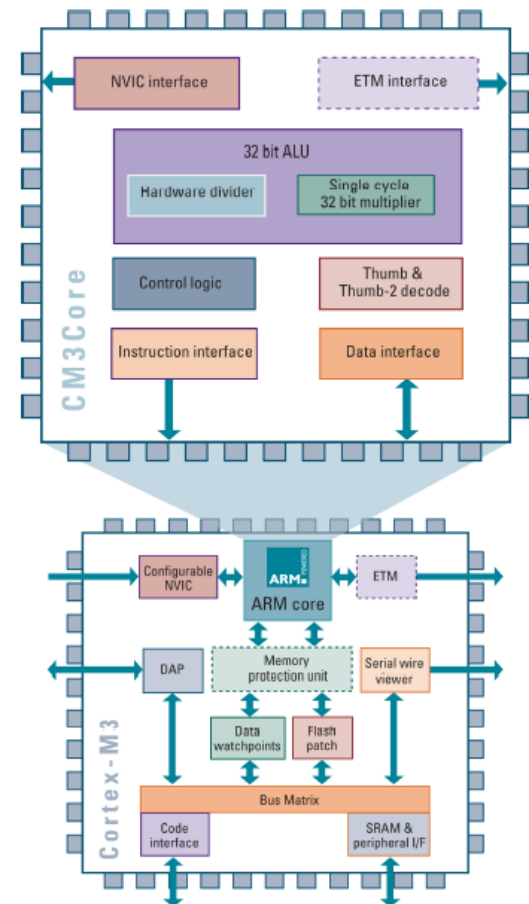 NVIC interface
ETM interface
32 bit ALU
Hardware divider
Single cycle
32 bit multiplier
Control logic
Thumb &
Thumb-2 decode
Instruction interface
Data interface
CM3Core
Configurable
NVIC
ARM
ARM core
ETM
DAP
Memory
protection unit
Serial wire
viewer
Data
watchpoints
Flash
patch
Bus Matrix
Code
interface
SRAM &
peripheral I/F
Cortex-M3